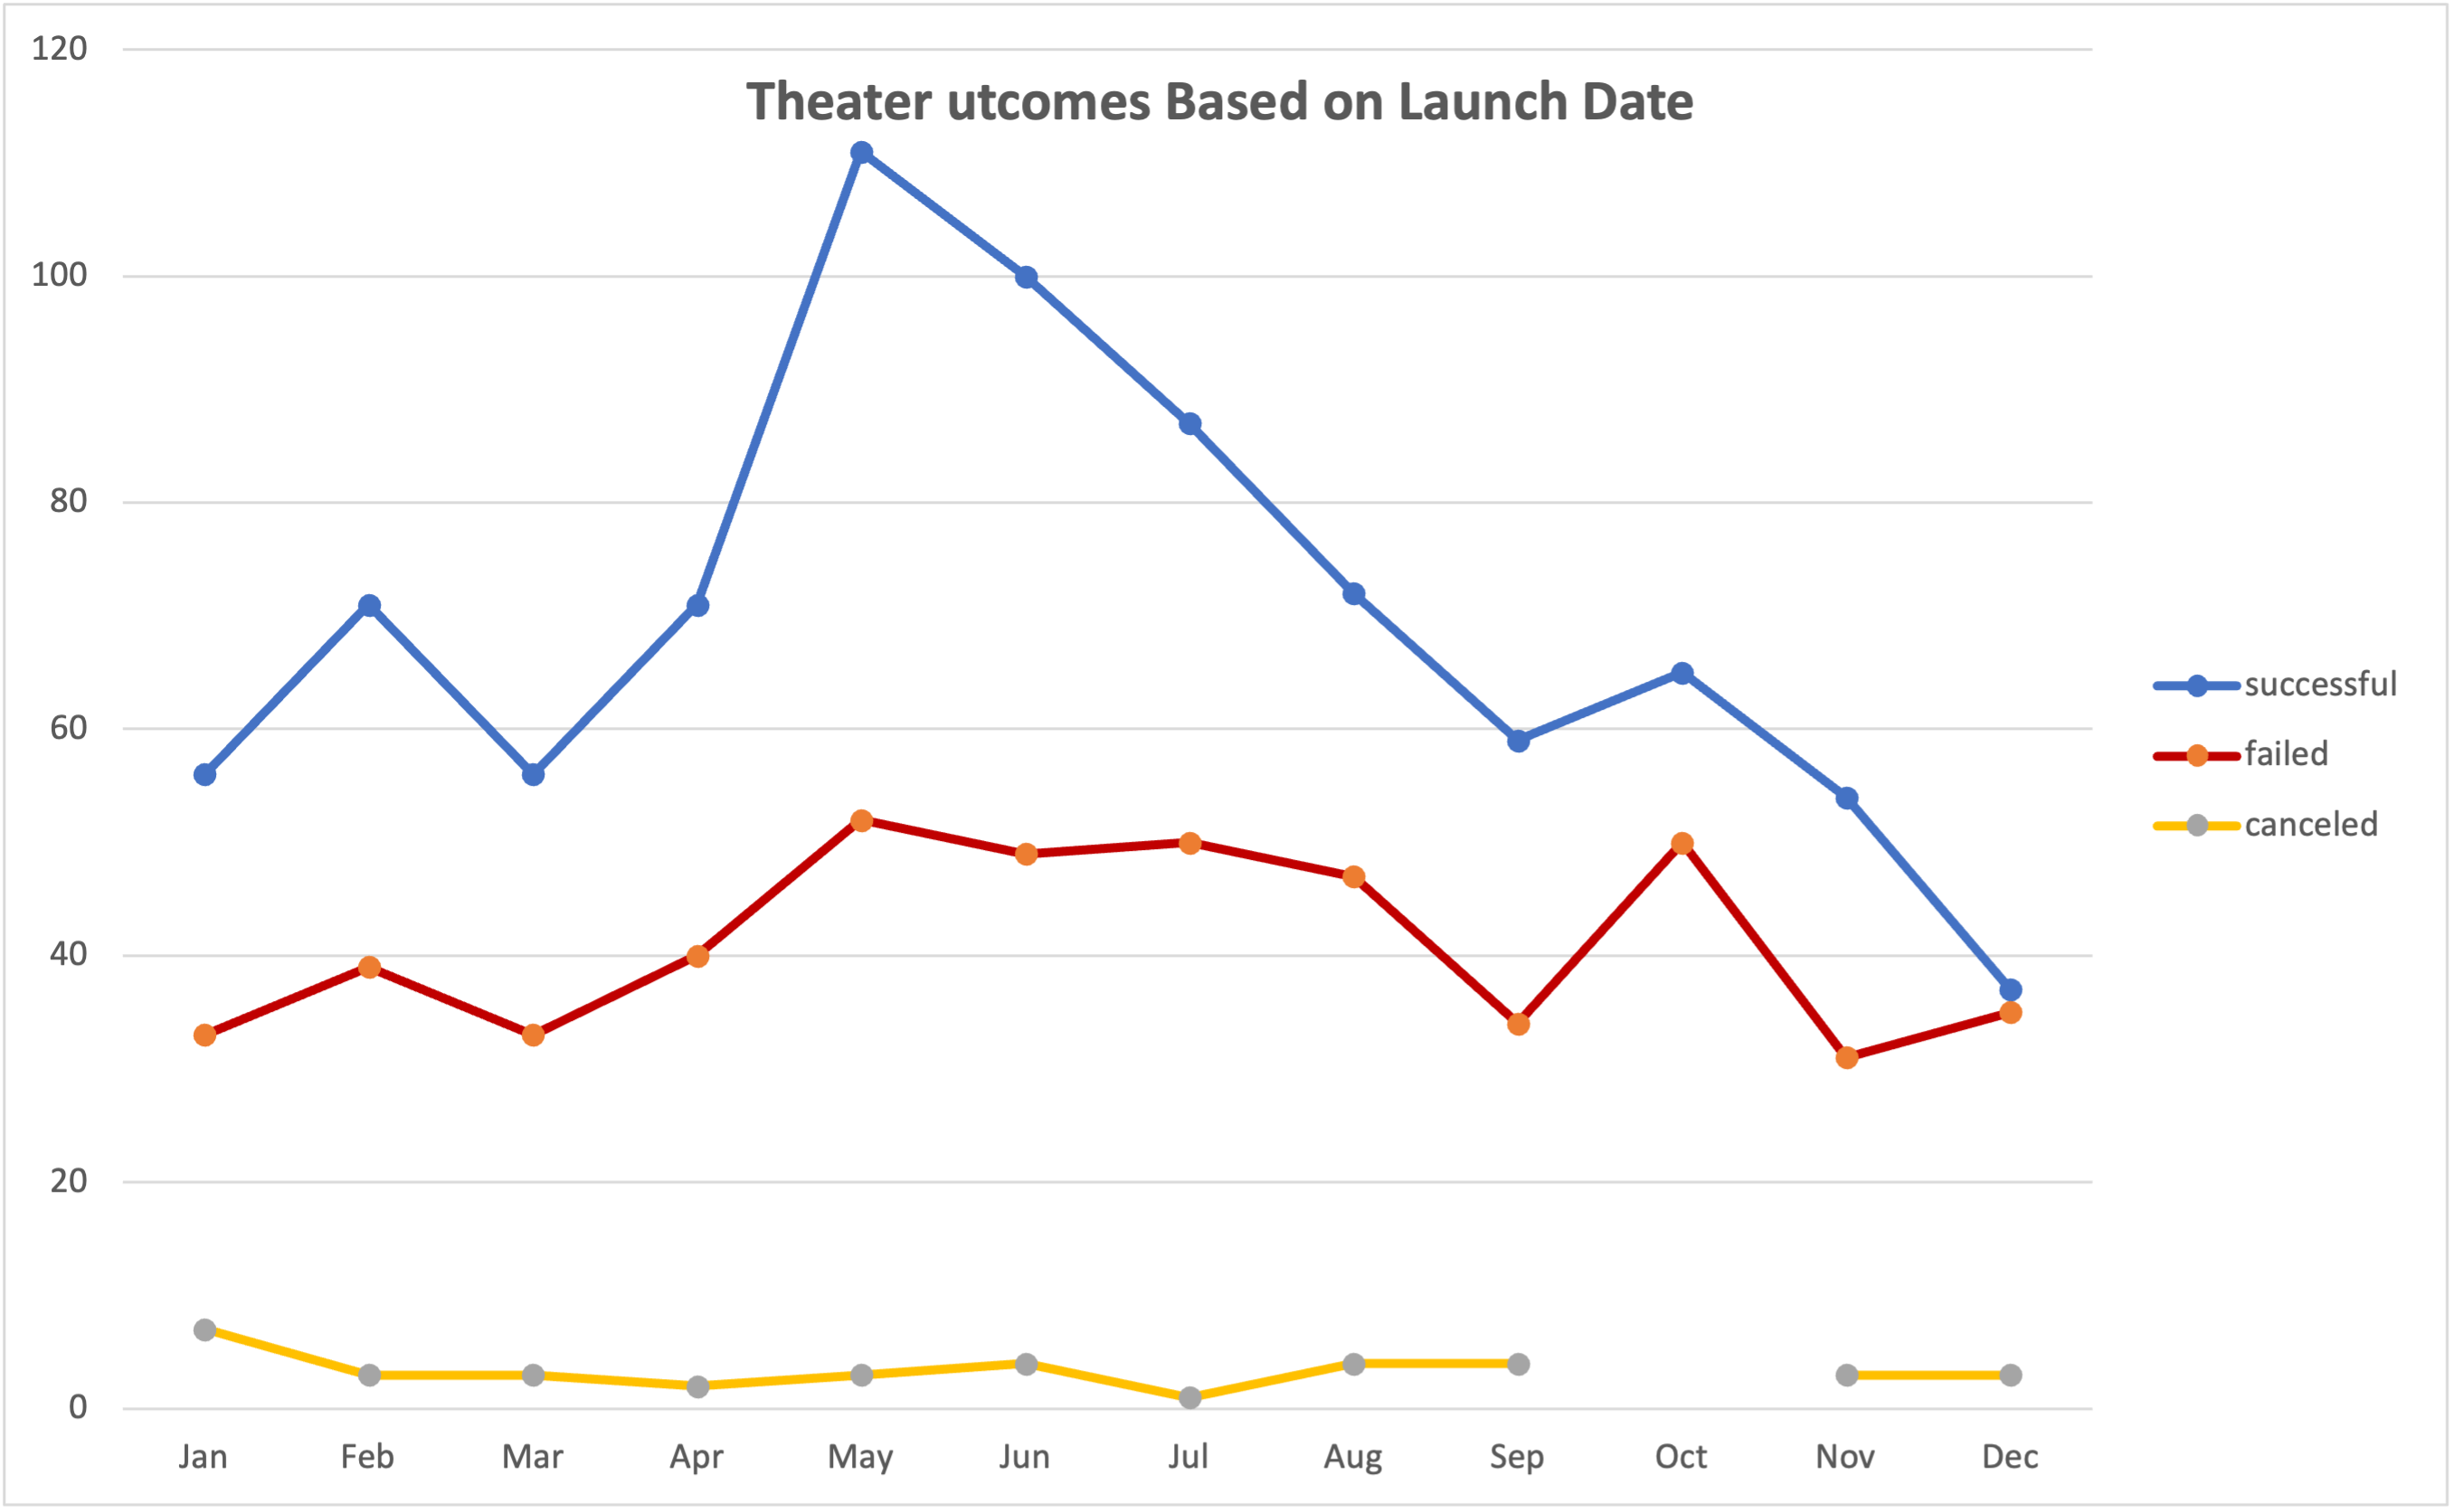 Theater utcomes Based on Launch Date
120
100
80
60
40
20
0
Jan Feb Mar Apr May Jun Jul Aug Sep Oct Nov Dec
successful
failed
canceled